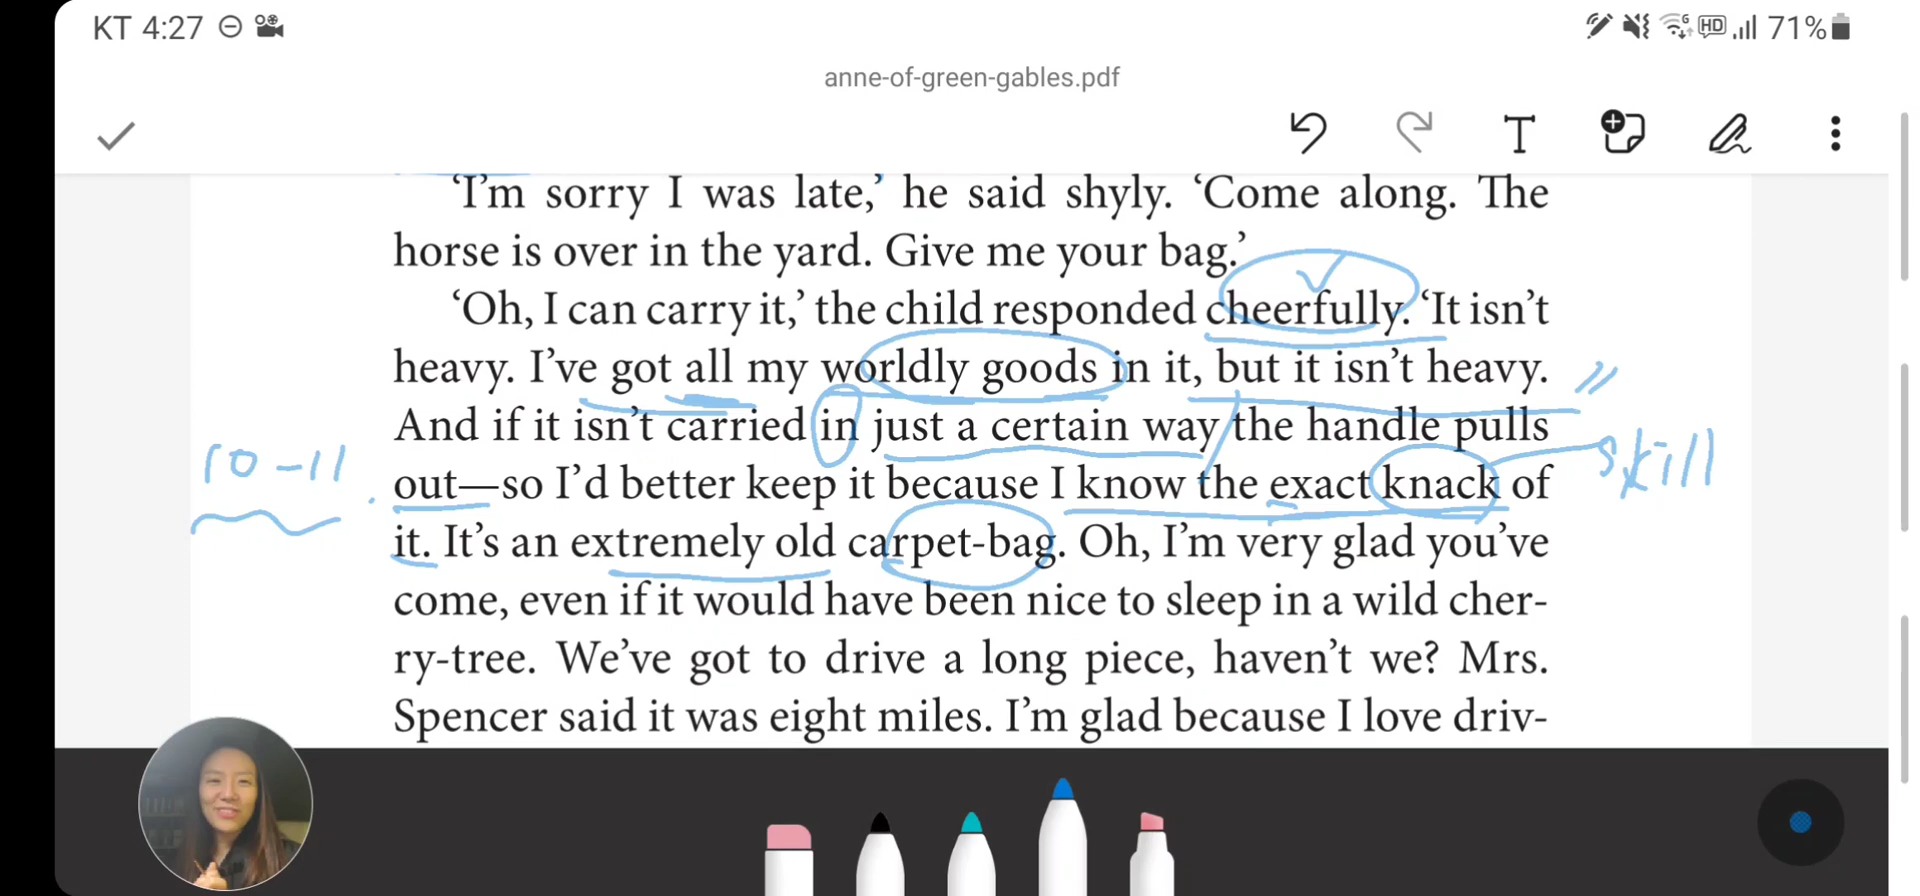 KT 4:27 HD 71%
anne-of-green-gables.pdf
T
‘I’m sorry I was late,’ he said shyly. ‘Come along. The
horse is over in the yard. Give me your bag.’
‘Oh, I can carry it,’ the child responded cheerfully. ‘It isn’t
heavy. I’ve got all my worldly goods in it, but it isn’t heavy.
And if it isn’t carried in just a certain way the handle pulls
10-11
out—so I’d better keep it because I know the exact knack of
skill
it. It’s an extremely old carpet-bag. Oh, I’m very glad you’ve
come, even if it would have been nice to sleep in a wild cher-
ry-tree. We’ve got to drive a long piece, haven’t we? Mrs.
Spencer said it was eight miles. I’m glad because I love driv-